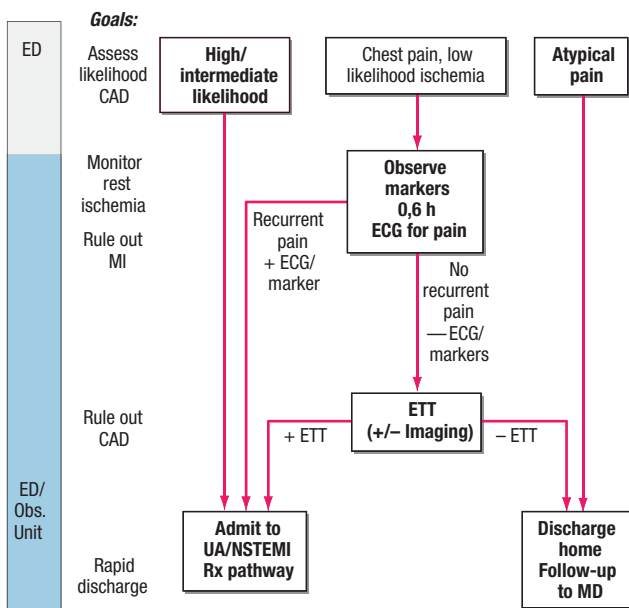 Goals:
ED
Assess
likelihood
CAD
High/
intermediate
likelihood
Chest pain, low
likelihood ischemia
Atypical
pain
Monitor
rest
ischemia
Rule out
MI
Observe
markers
0,6 h
ECG for pain
Recurrent
pain
+ ECG/
marker
No
recurrent
pain
—ECG/
markers
Rule out
CAD
ETT
(+/– Imaging)
+ ETT
– ETT
ED/
Obs.
Unit
Rapid
discharge
Admit to
UA/NSTEMI
Rx pathway
Discharge
home
Follow-up
to MD